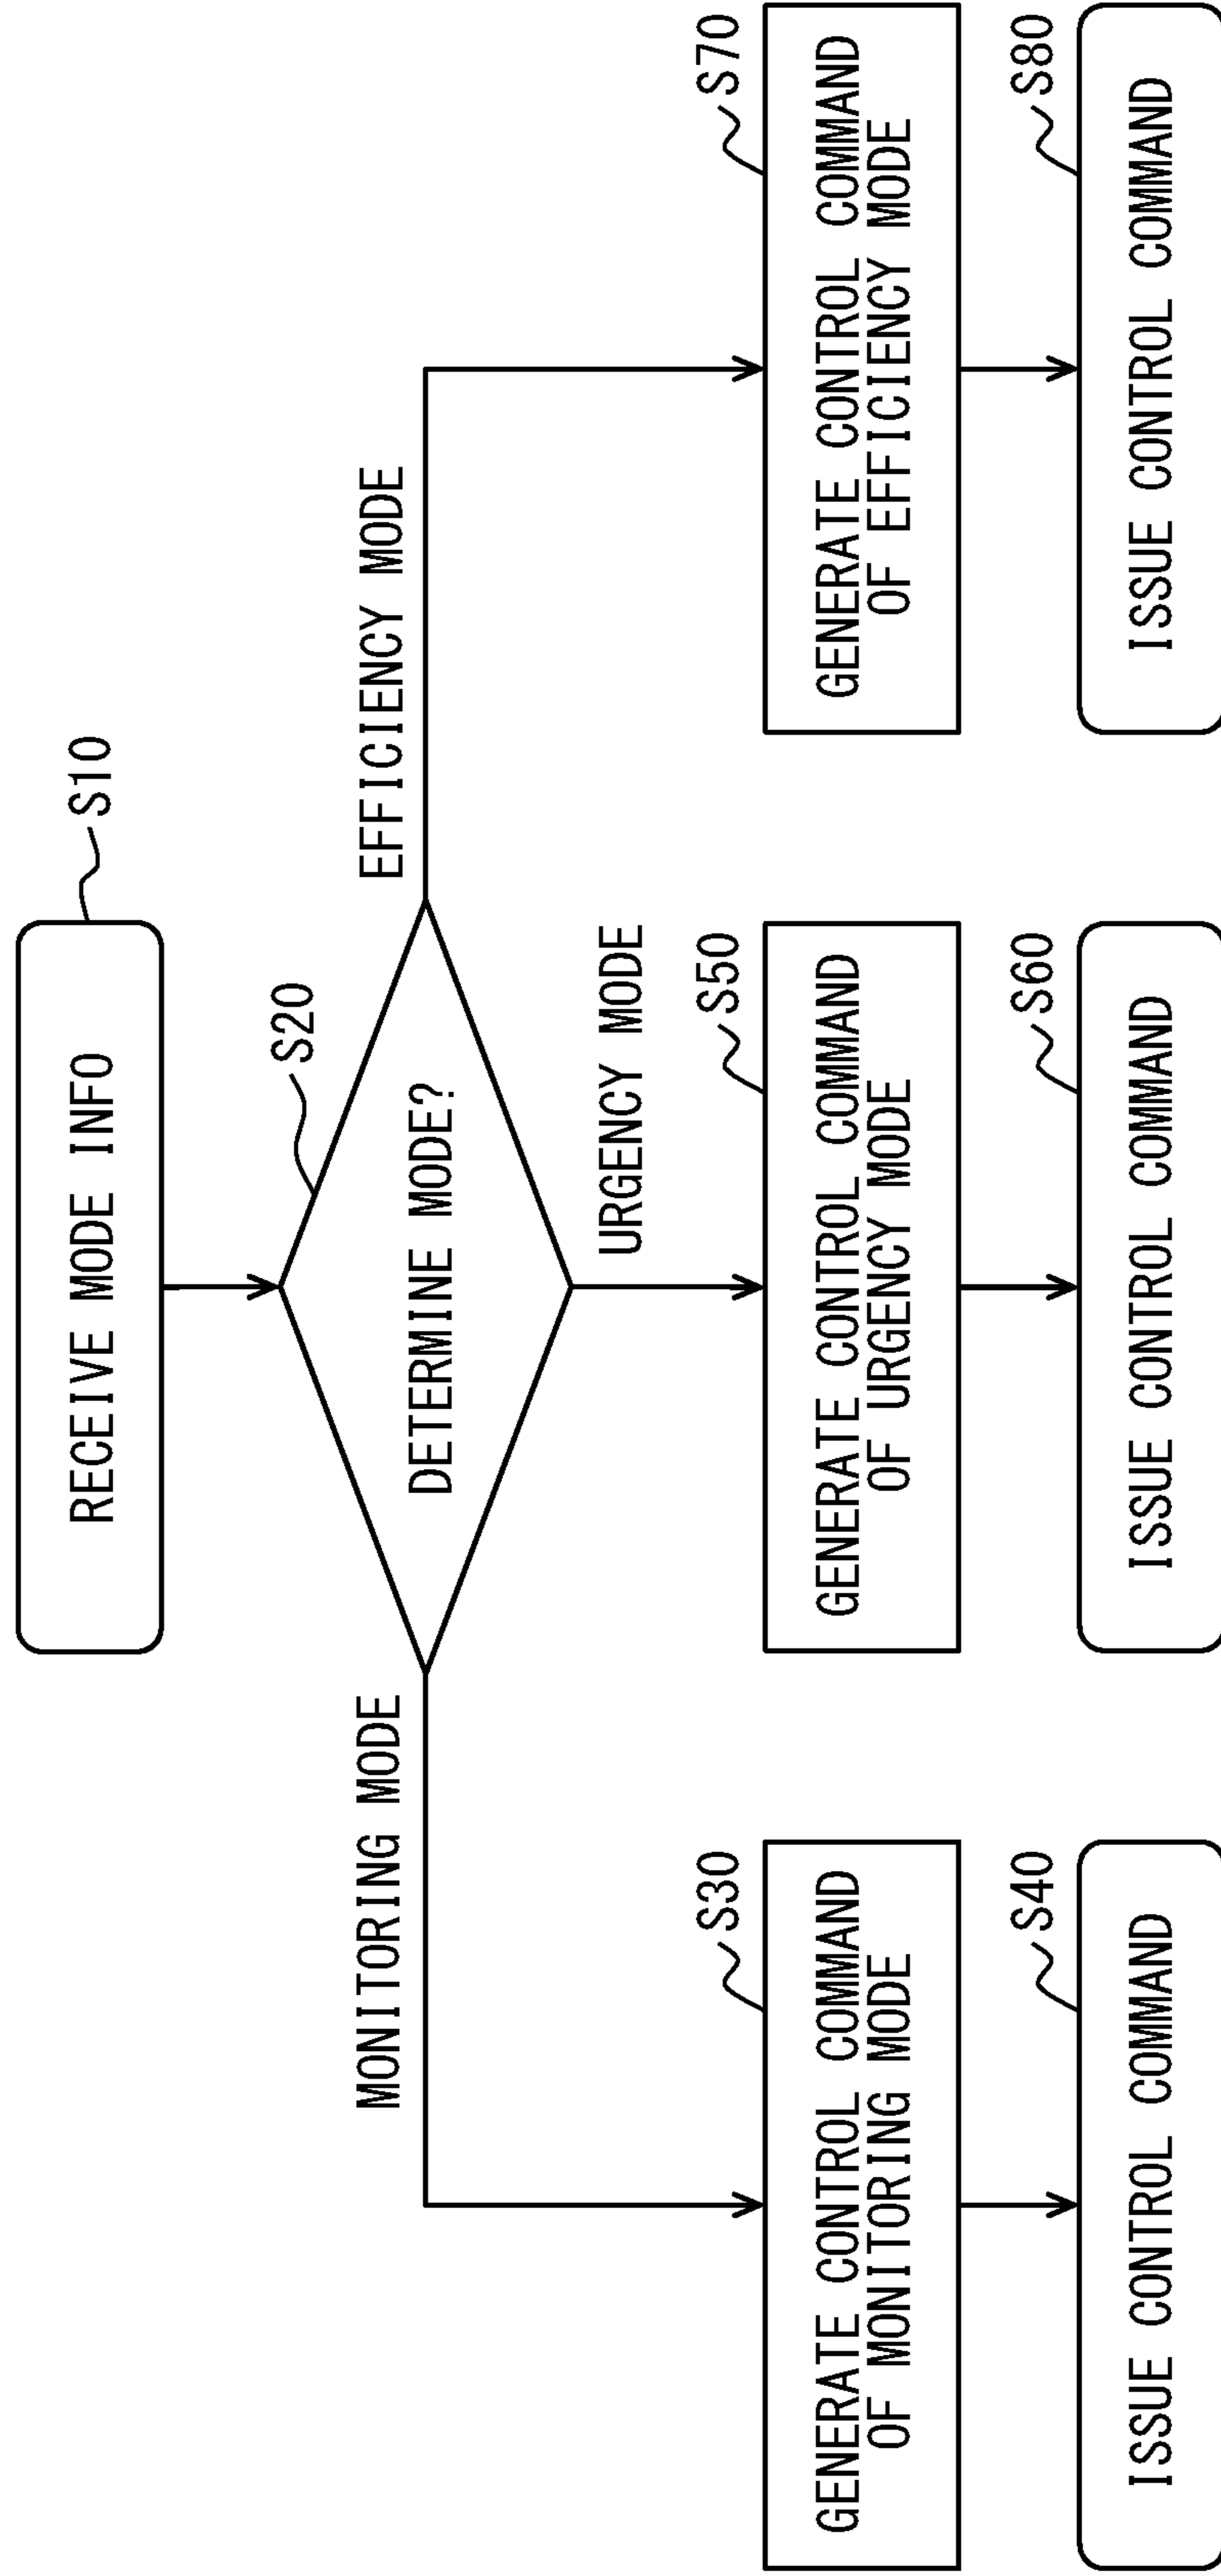 RECEIVE MODE INFO
S10
S20
DETERMINE MODE?
MONITORING MODE
EFFICIENCY MODE
URGENCY MODE
S30
GENERATE CONTROL COMMAND
OF MONITORING MODE
S50
GENERATE CONTROL COMMAND
OF URGENCY MODE
S70
GENERATE CONTROL COMMAND
OF EFFICIENCY MODE
S40
ISSUE CONTROL COMMAND
S60
ISSUE CONTROL COMMAND
S80
ISSUE CONTROL COMMAND